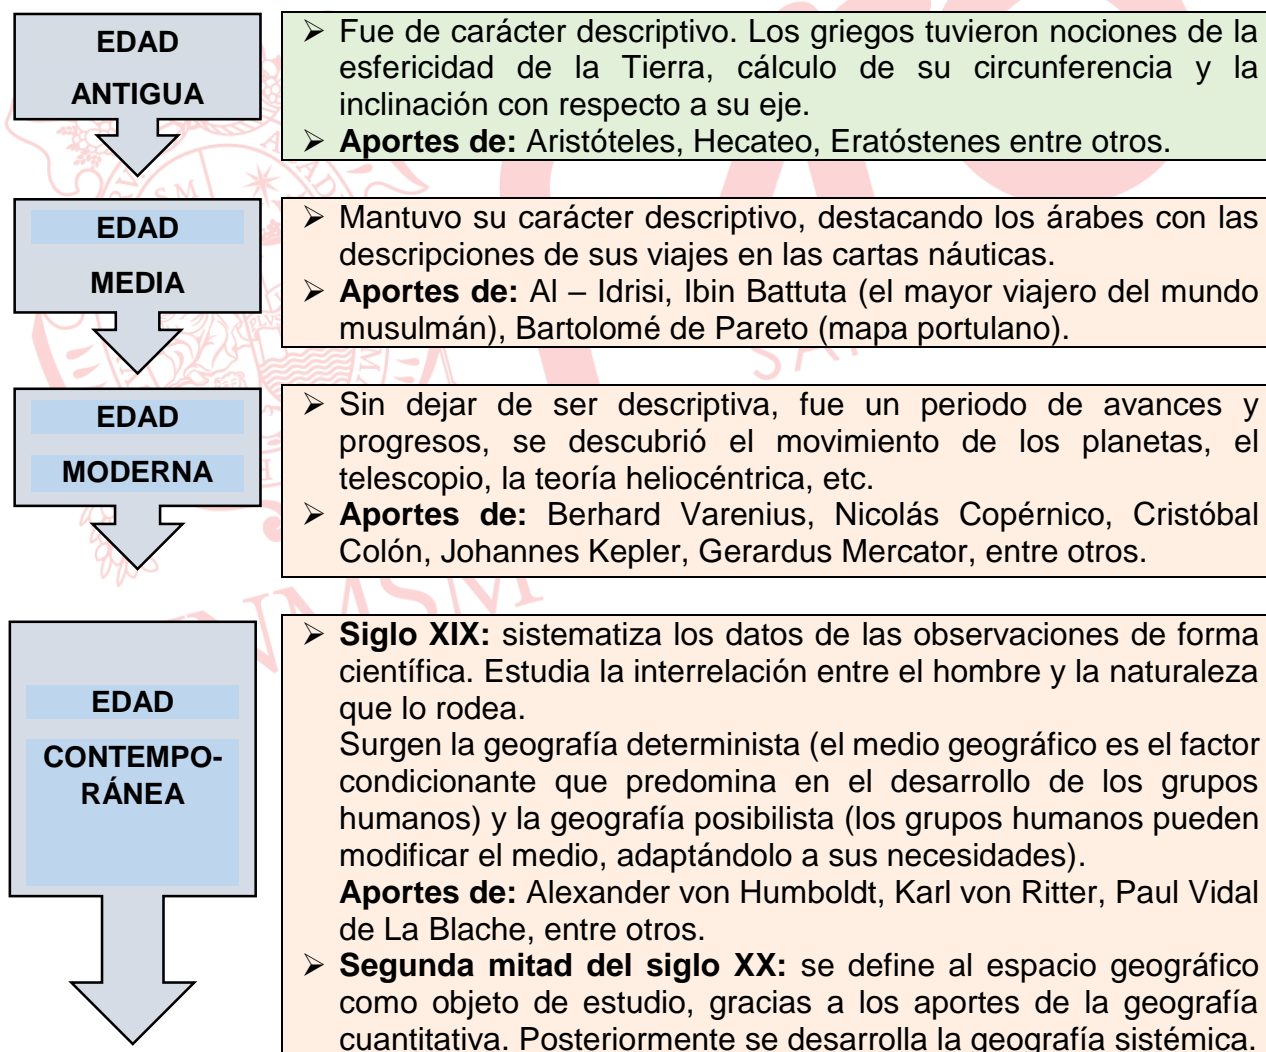 EDAD
ANTIGUA
➢ Fue de carácter descriptivo. Los griegos tuvieron nociones de la
esfericidad de la Tierra, cálculo de su circunferencia y la
inclinación con respecto a su eje.
➢ Aportes de: Aristóteles, Hecateo, Eratóstenes entre otros.
EDAD
MEDIA
➢ Mantuvo su carácter descriptivo, destacando los árabes con las
descripciones de sus viajes en las cartas náuticas.
➢ Aportes de: Al – Idrisi, Ibin Battuta (el mayor viajero del mundo
musulmán), Bartolomé de Pareto (mapa portulano).
EDAD
MODERNA
➢ Sin dejar de ser descriptiva, fue un periodo de avances y
progresos, se descubrió el movimiento de los planetas, el
telescopio, la teoría heliocéntrica, etc.
➢ Aportes de: Berhard Varenius, Nicolás Copérnico, Cristóbal
Colón, Johannes Kepler, Gerardus Mercator, entre otros.
EDAD
CONTEMPO-
RÁNEA
➢ Siglo XIX: sistematiza los datos de las observaciones de forma
científica. Estudia la interrelación entre el hombre y la naturaleza
que lo rodea.
Surgen la geografía determinista (el medio geográfico es el factor
condicionante que predomina en el desarrollo de los grupos
humanos) y la geografía posibilista (los grupos humanos pueden
modificar el medio, adaptándolo a sus necesidades).
Aportes de: Alexander von Humboldt, Karl von Ritter, Paul Vidal
de La Blache, entre otros.
➢ Segunda mitad del siglo XX: se define al espacio geográfico
como objeto de estudio, gracias a los aportes de la geografía
cuantitativa. Posteriormente se desarrolla la geografía sistémica.